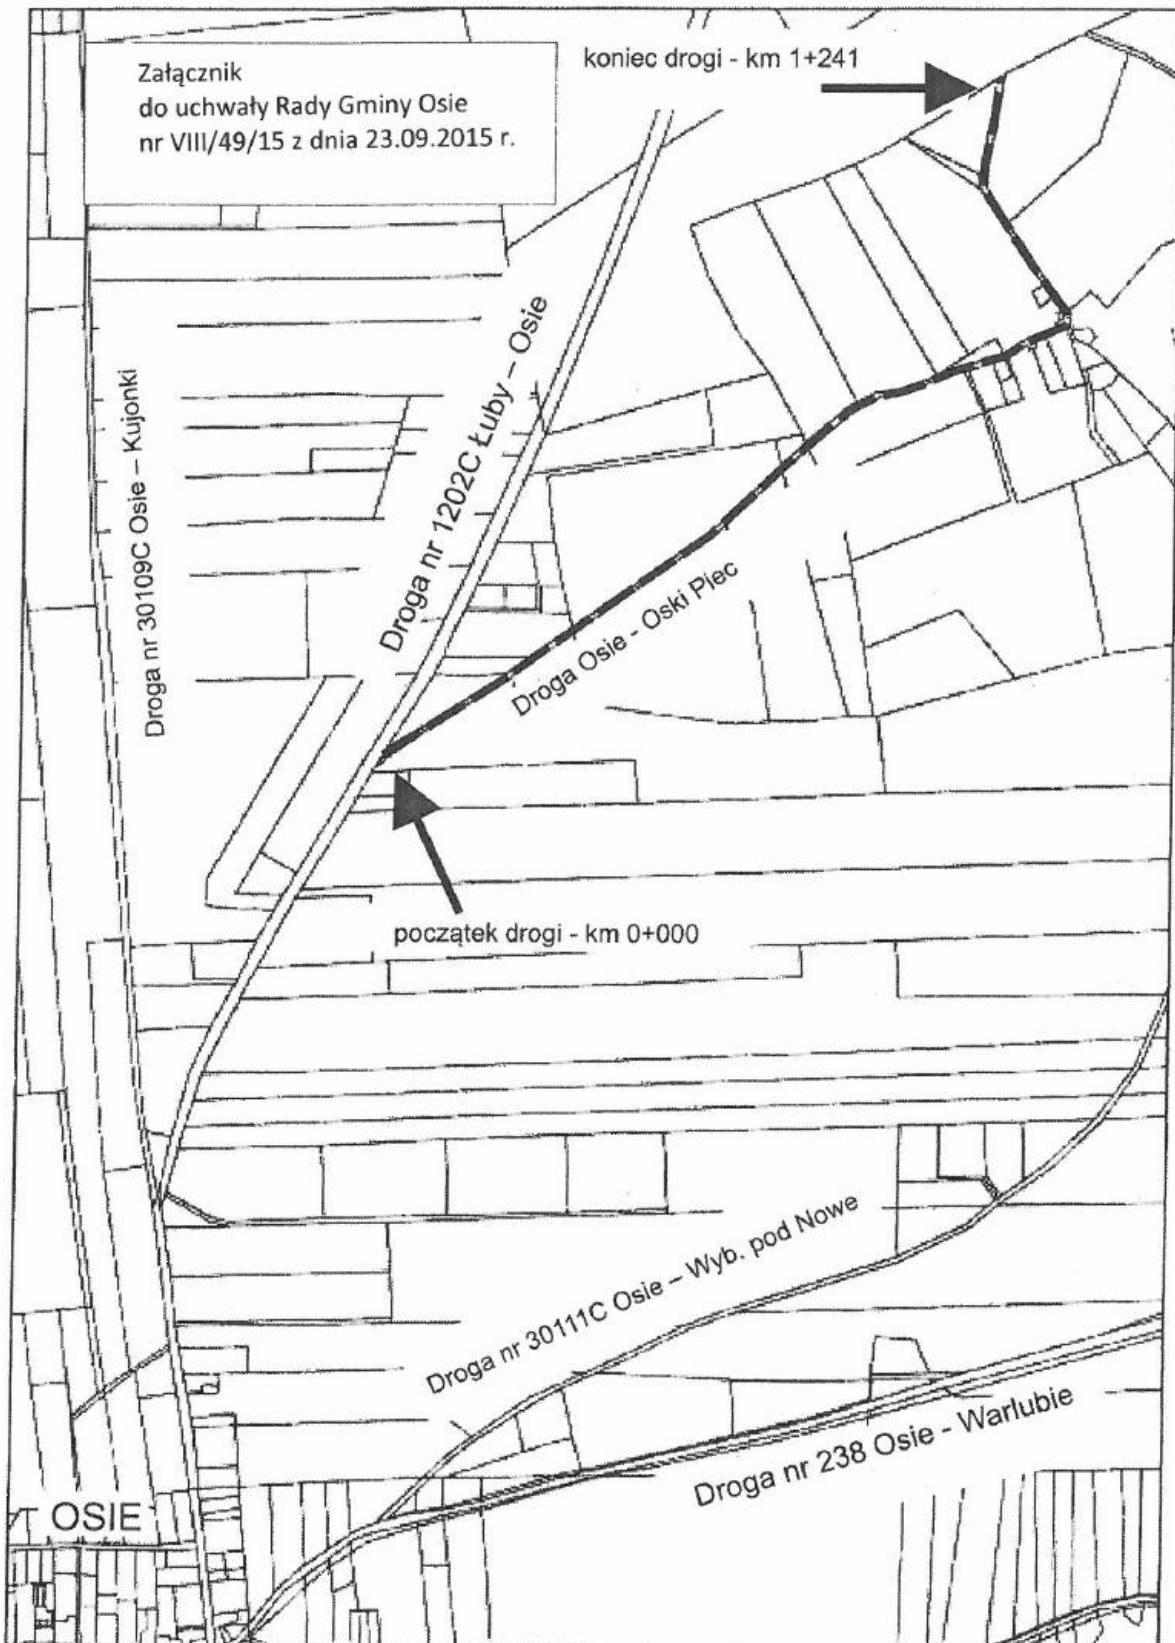 Załącznik
do uchwały Rady Gminy Osie
nr VIII/49/15 z dnia 23.09.2015 r.
koniec drogi - km 1+241
Droga nr 1202C Łuby – Osie
Droga nr 30109C Osie – Kujonki
Droga Osie - Oski Piec
początek drogi - km 0+000
Droga nr 30111C Osie – Wyb. pod Nowe
Droga nr 238 Osie - Warlubie
OSIE